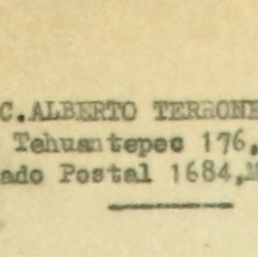 C.ALBERTO TERRONE
Tehuantepec 176,
ado Postal 1684,M